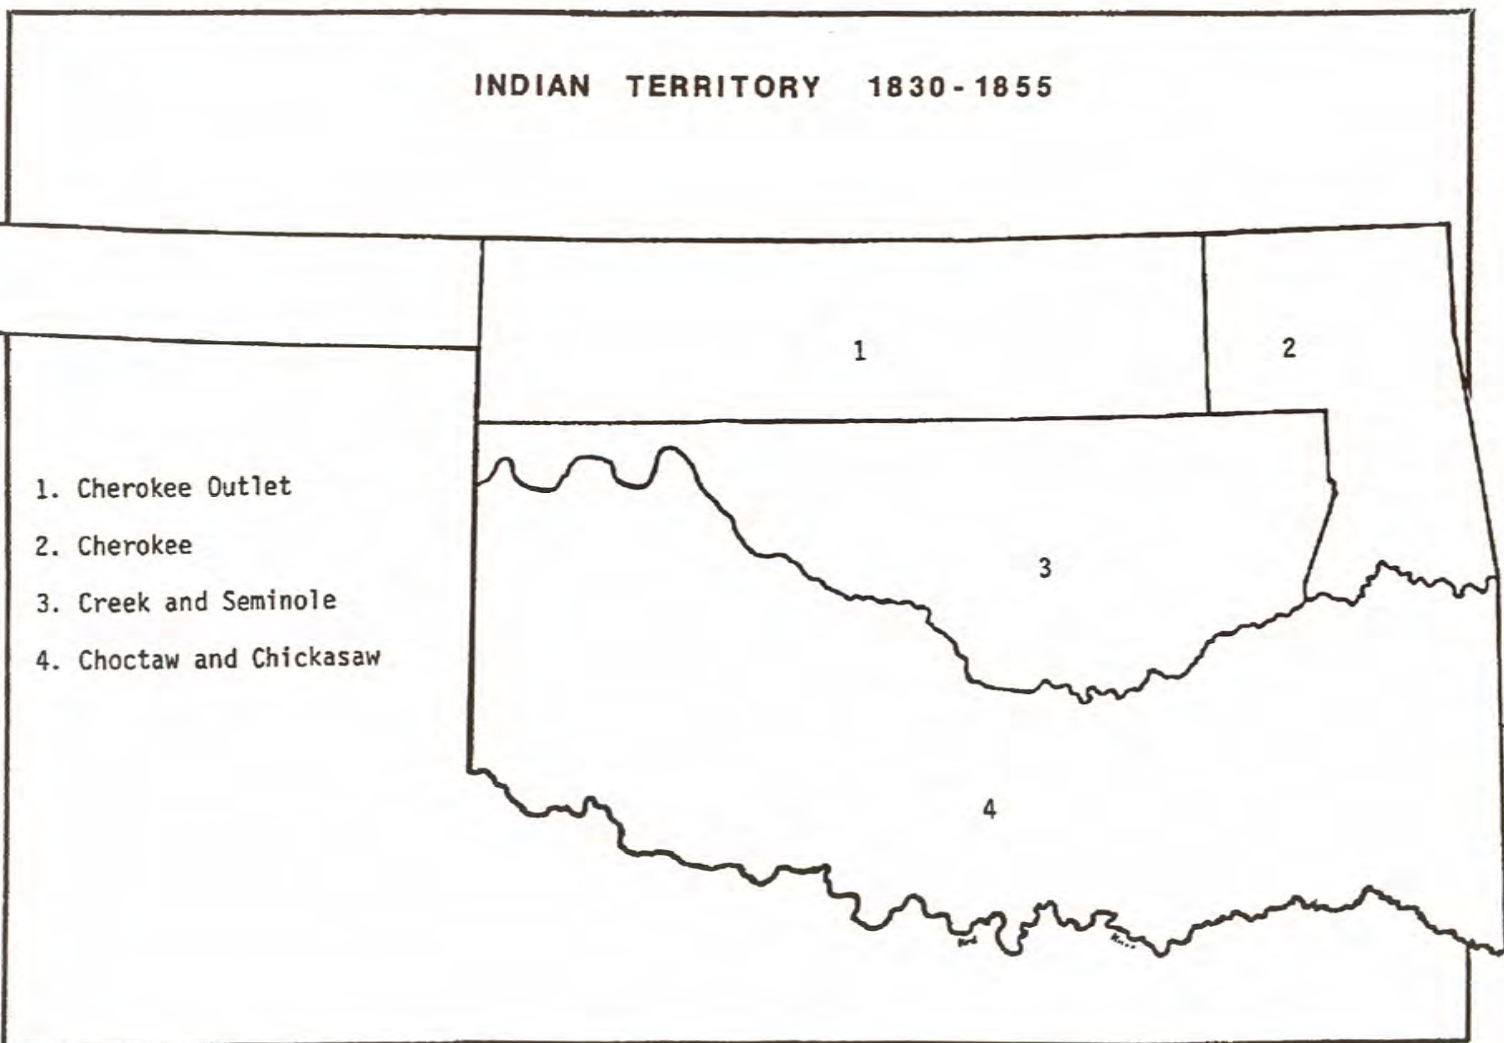 INDIAN TERRITORY 1830-1855
1
2
3
4
1. Cherokee Outlet
2. Cherokee
3. Creek and Seminole
4. Choctaw and Chickasaw
Red